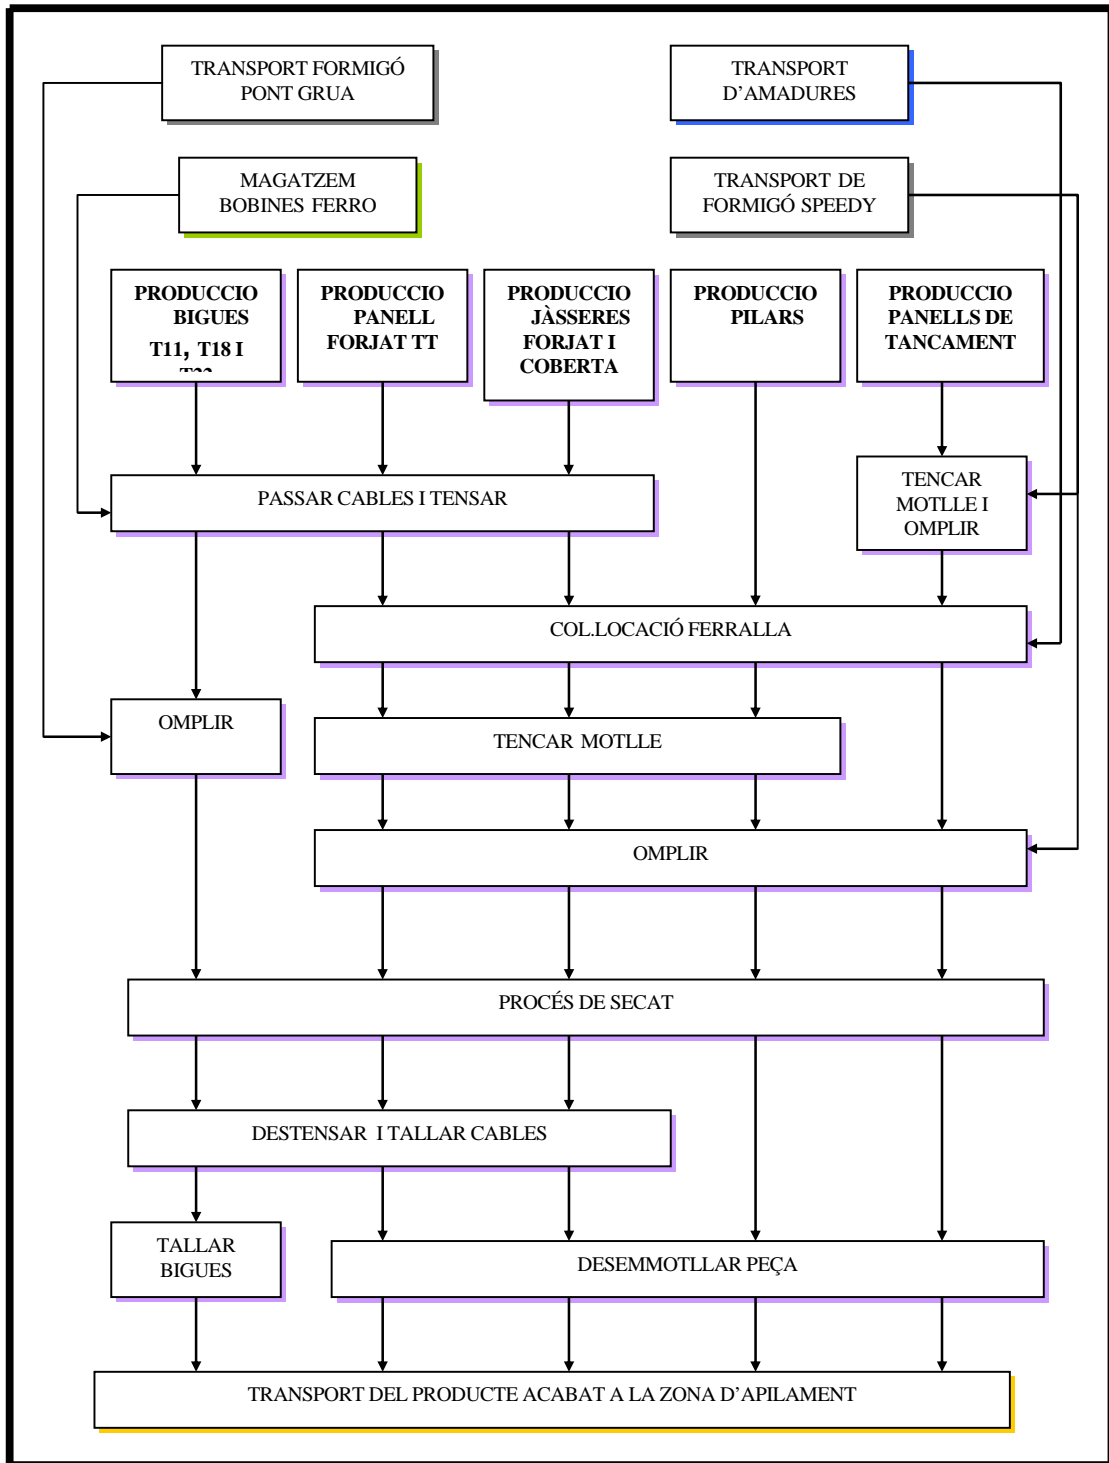 TRANSPORT FORMIGÓ
PONT GRUA
TRANSPORT
D'AMADURES
MAGATZEM
BOBINES FERRO
TRANSPORT DE
FORMIGÓ SPEEDY
PRODUCCIO
BIGUES
T11, T18 I
PRODUCCIO
PANELL
FORJAT TT
PRODUCCIO
JÀSSERES
FORJAT I
COBERTA
PRODUCCIO
PILARS
PRODUCCIO
PANELLS DE
TANCAMENT
PASSAR CABLES I TENSAR
TENCAR
MOTLLE I
OMPLIR
COL.LOCACIÓ FERRALLA
OMPLIR
TENCAR MOTLLE
OMPLIR
PROCÉS DE SECAT
DESTENSAR I TALLAR CABLES
TALLAR
BIGUES
DESEMMOTLLAR PEÇA
TRANSPORT DEL PRODUCTE ACABAT A LA ZONA D'APILAMENT